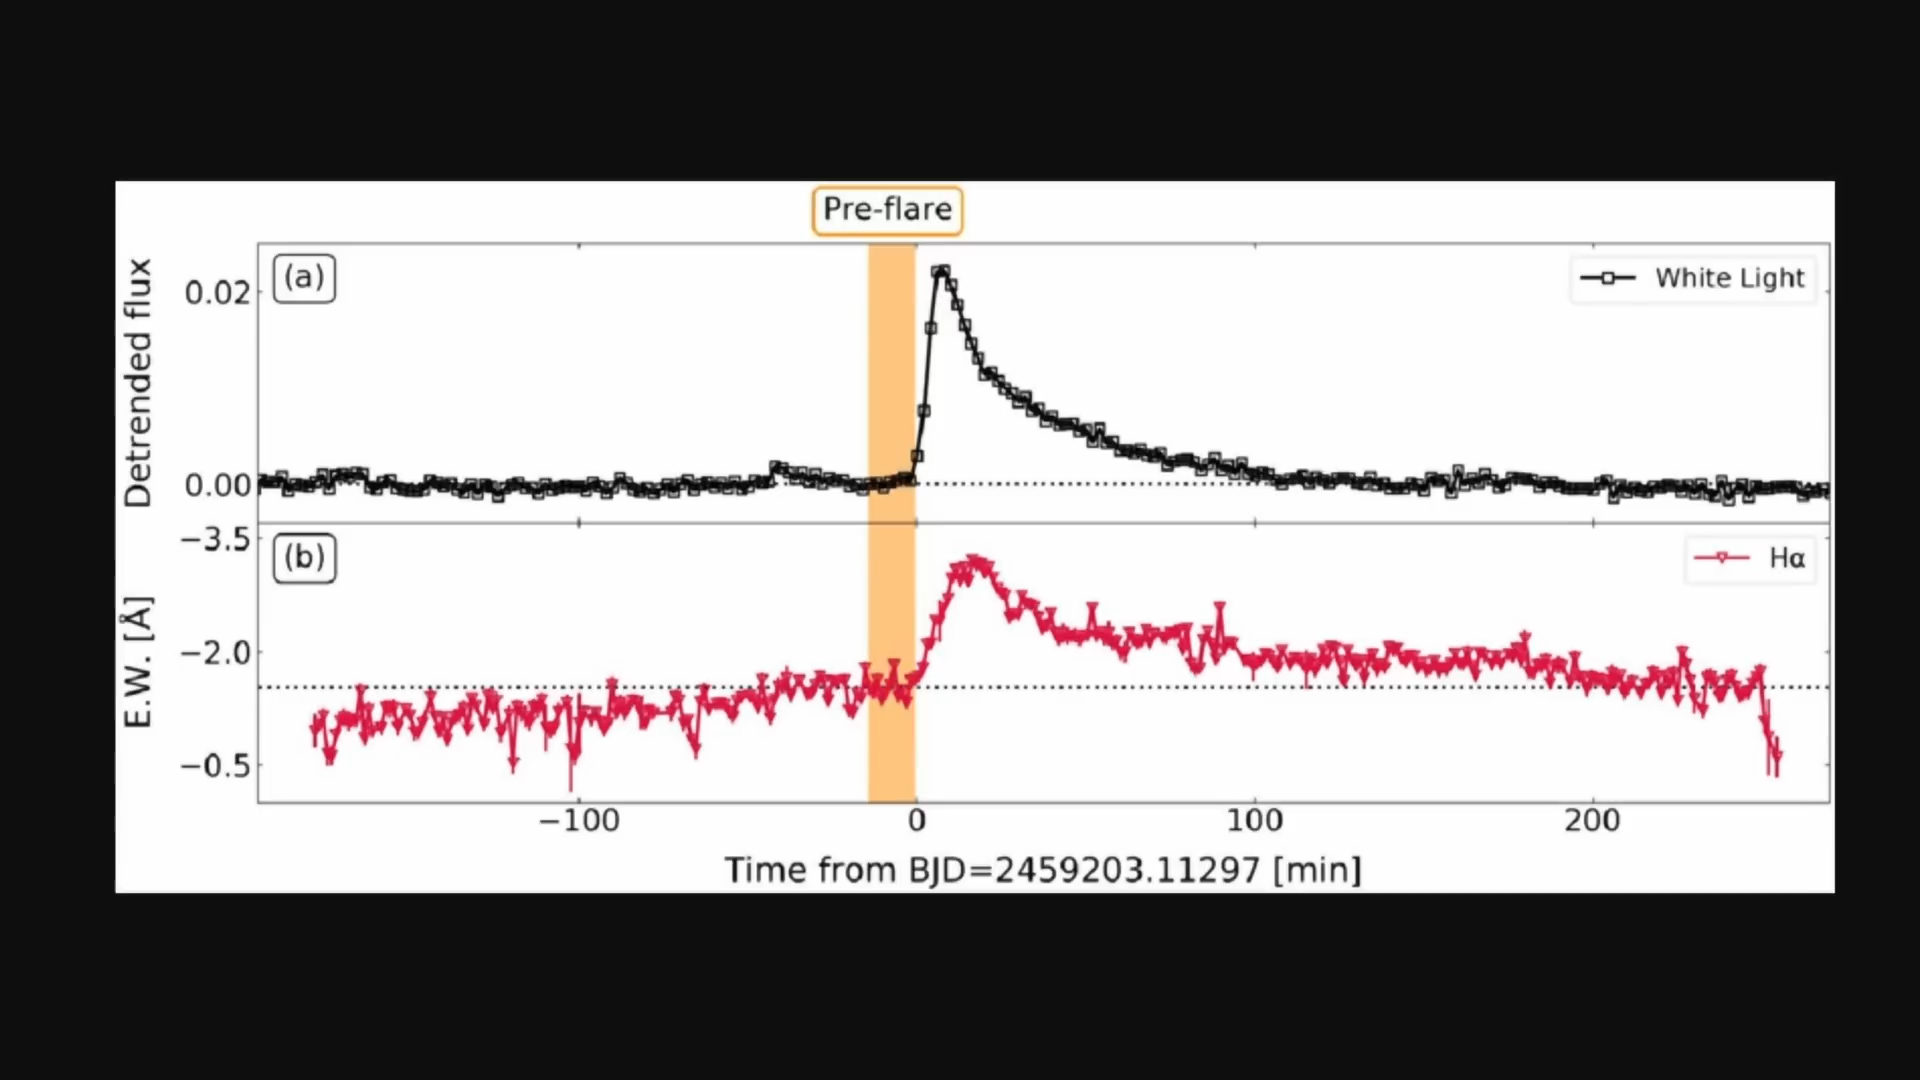 Pre-flare
(a)
White Light
Detrended flux
0.02
0.00
(b)
Hα
E.W. [Å]
−3.5
−2.0
−0.5
−100 0 100 200
Time from BJD=2459203.11297 [min]